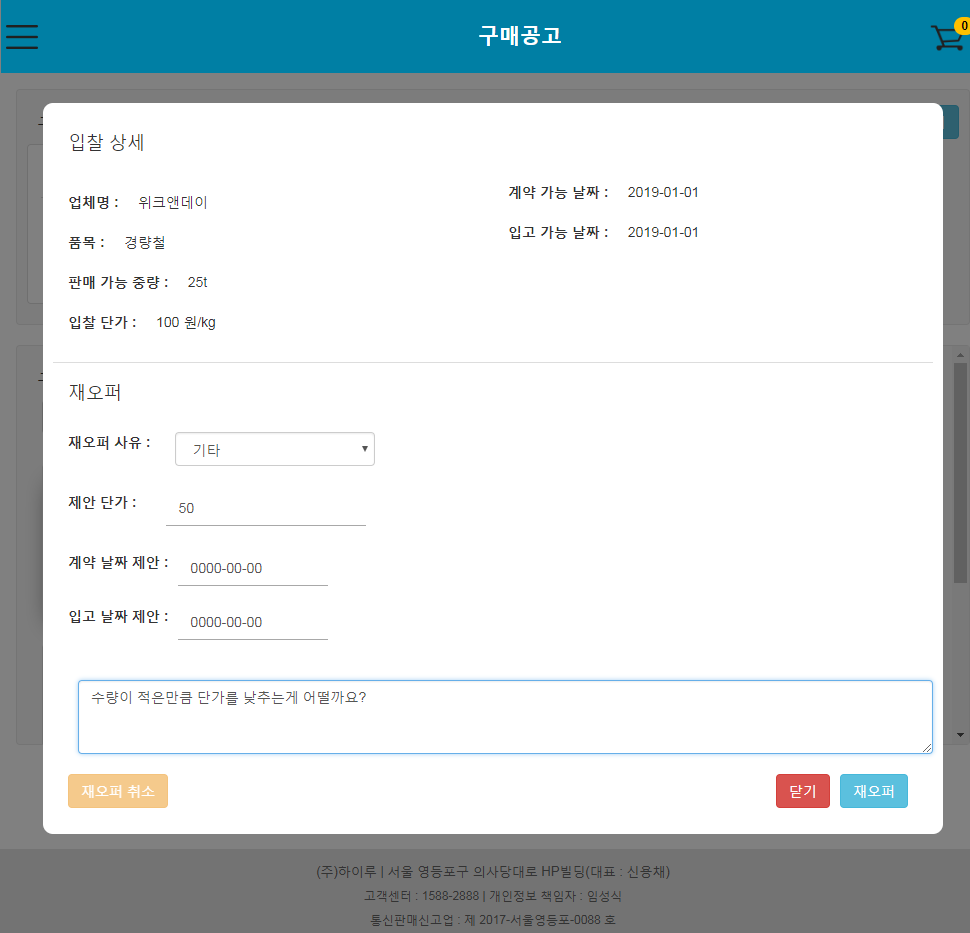 구매공고
0
입찰 상세
업체명 : 위크앤데이
품목 : 경량철
판매 가능 중량 : 25t
입찰 단가 : 100 원/kg
계약 가능 날짜 : 2019-01-01
입고 가능 날짜 : 2019-01-01
재오퍼
재오퍼 사유 : 기타
제안 단가 : 50
계약 날짜 제안 : 0000-00-00
입고 날짜 제안 : 0000-00-00
수량이 적은만큼 단가를 낮추는게 어떨까요?
재오퍼 취소
닫기
재오퍼
(주)하이루 | 서울 영등포구 의사당대로 HP빌딩(대표 : 신용채)
고객센터 : 1588-2888 | 개인정보 책임자 : 임성식
통신판매신고업 : 제 2017-서울영등포-0088 호